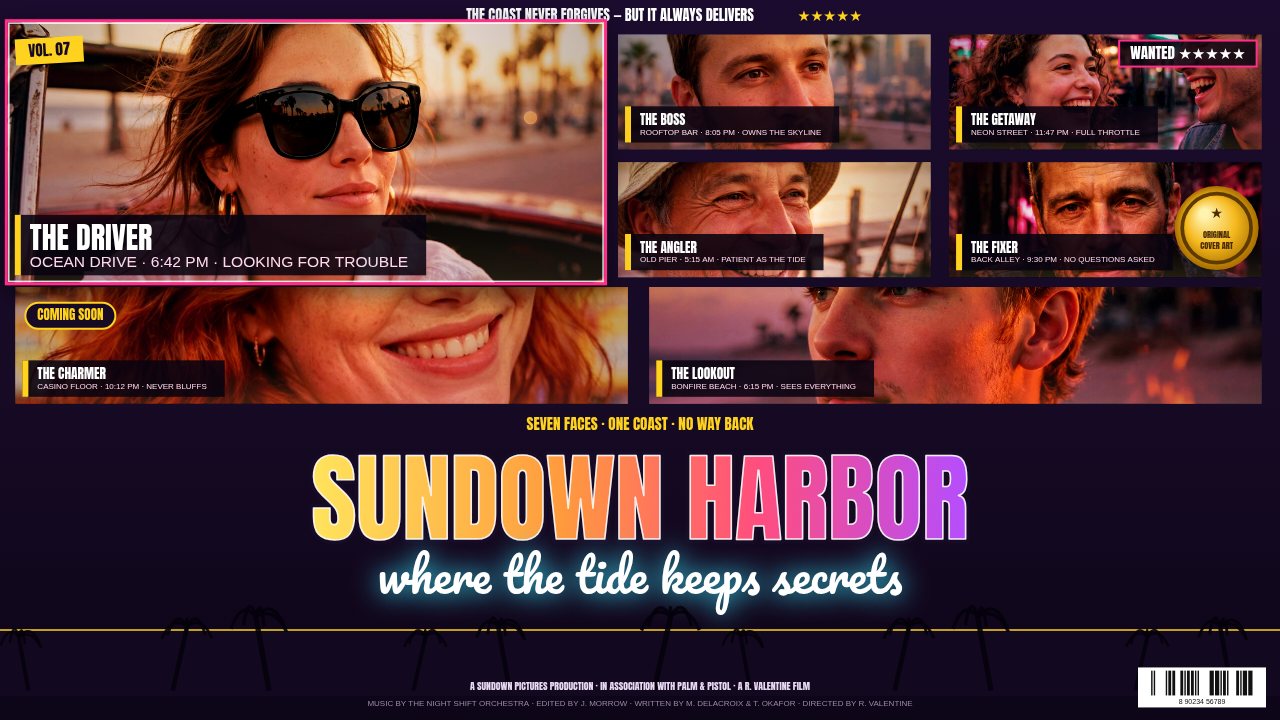 THE COAST NEVER FORGIVES – BUT IT ALWAYS DELIVERS ★★★★★
VOL. 07
THE DRIVER
OCEAN DRIVE · 6:42 PM · LOOKING FOR TROUBLE
THE BOSS
ROOFTOP BAR · 8:05 PM · OWNS THE SKYLINE
WANTED ★★★★★
THE GETAWAY
NEON STREET · 11:47 PM · FULL THROTTLE
THE ANGLER
OLD PIER · 5:15 AM · PATIENT AS THE TIDE
THE FIXER
BACK ALLEY · 9:30 PM · NO QUESTIONS ASKED
★
ORIGINAL
COVER ART
COMING SOON
THE CHARMER
CASINO FLOOR · 10:12 PM · NEVER BLUFFS
THE LOOKOUT
BONFIRE BEACH · 6:15 PM · SEES EVERYTHING
SEVEN FACES · ONE COAST · NO WAY BACK
SUNDOWN HARBOR
where the tide keeps secrets
A SUNDOWN PICTURES PRODUCTION · IN ASSOCIATION WITH PALM & PISTOL · A R. VALENTINE FILM
MUSIC BY THE NIGHT SHIFT ORCHESTRA · EDITED BY J. MORROW · WRITTEN BY M. DELACROIX & T. OKAFOR · DIRECTED BY R. VALENTINE
8 90234 56789